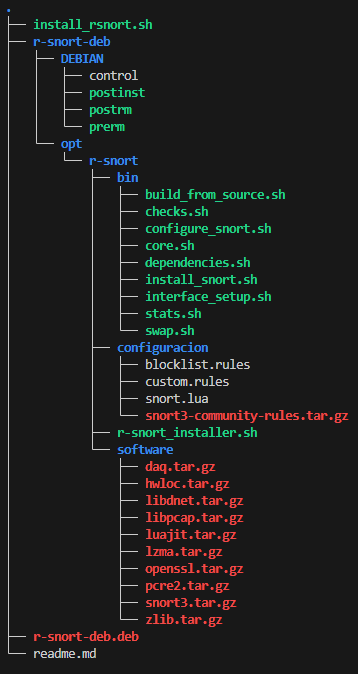 .
├── install_rsnort.sh
├── r-snort-deb
│   ├── DEBIAN
│   │   ├── control
│   │   ├── postinst
│   │   ├── postrm
│   │   └── prerm
│   └── opt
│       └── r-snort
│           ├── bin
│           │   ├── build_from_source.sh
│           │   ├── checks.sh
│           │   ├── configure_snort.sh
│           │   ├── core.sh
│           │   ├── dependencies.sh
│           │   ├── install_snort.sh
│           │   ├── interface_setup.sh
│           │   ├── stats.sh
│           │   └── swap.sh
│           ├── configuracion
│           │   ├── blocklist.rules
│           │   ├── custom.rules
│           │   ├── snort.lua
│           │   └── snort3-community-rules.tar.gz
│           ├── r-snort_installer.sh
│           └── software
│               ├── daq.tar.gz
│               ├── hwloc.tar.gz
│               ├── libdnet.tar.gz
│               ├── libpcap.tar.gz
│               ├── luajit.tar.gz
│               ├── lzma.tar.gz
│               ├── openssl.tar.gz
│               ├── pcre2.tar.gz
│               ├── snort3.tar.gz
│               └── zlib.tar.gz
├── r-snort-deb.deb
└── readme.md